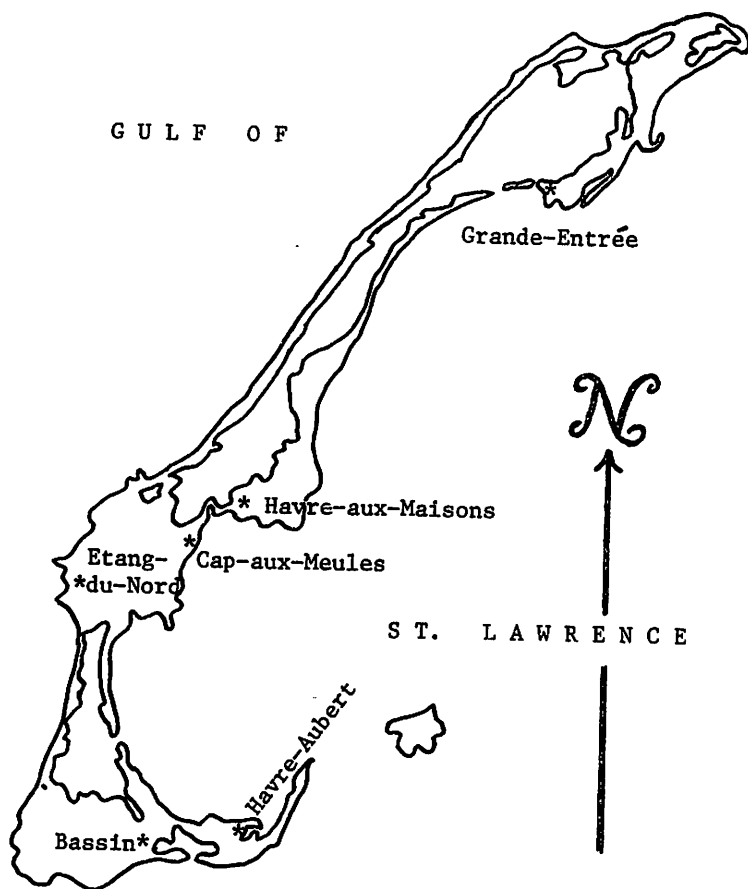 GULF OF
Grande-Entrée
N
* Havre-aux-Maisons
* Cap-aux-Meules
Etang-
*du-Nord
ST. LAWRENCE
* Havre-Aubert
Bassin*